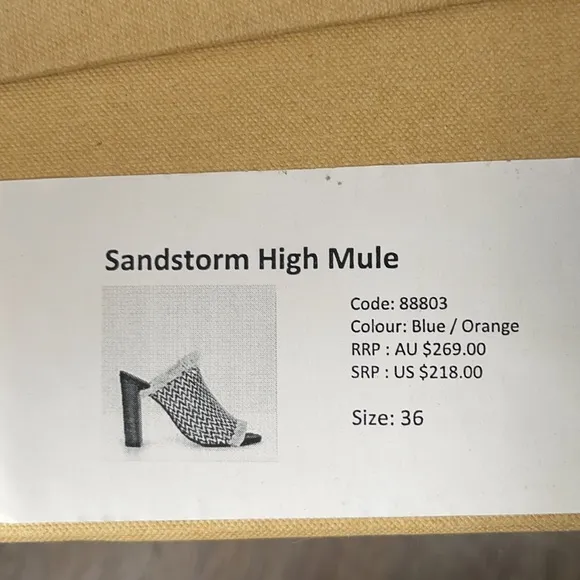 Sandstorm High Mule
Code: 88803
Colour: Blue / Orange
RRP : AU $269.00
SRP : US $218.00
Size: 36